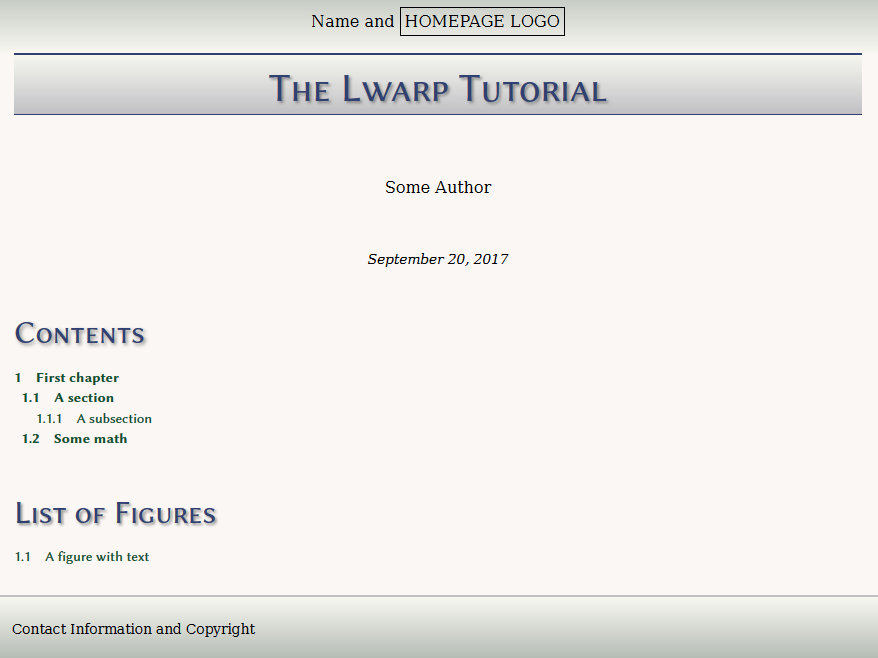 Name and HOMEPAGE LOGO
The Lwarp Tutorial
Some Author
September 20, 2017
Contents
1 First chapter
1.1 A section
1.1.1 A subsection
1.2 Some math
List of Figures
1.1 A figure with text
Contact Information and Copyright